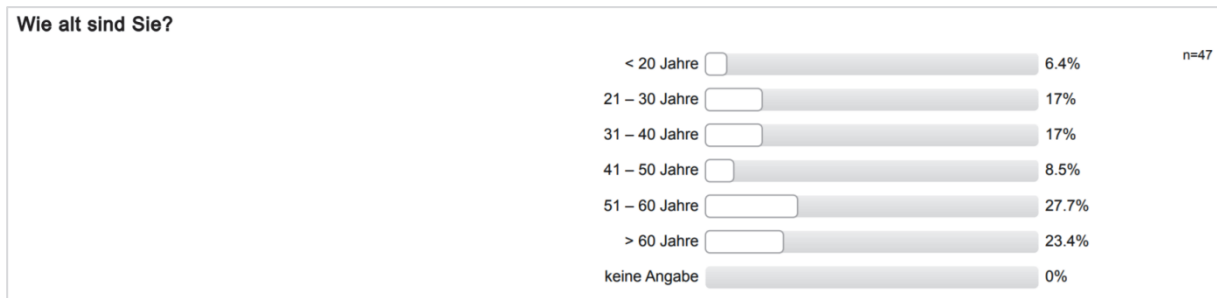 Wie alt sind Sie?
< 20 Jahre 6.4% n=47
21 – 30 Jahre 17%
31 – 40 Jahre 17%
41 – 50 Jahre 8.5%
51 – 60 Jahre 27.7%
> 60 Jahre 23.4%
keine Angabe 0%